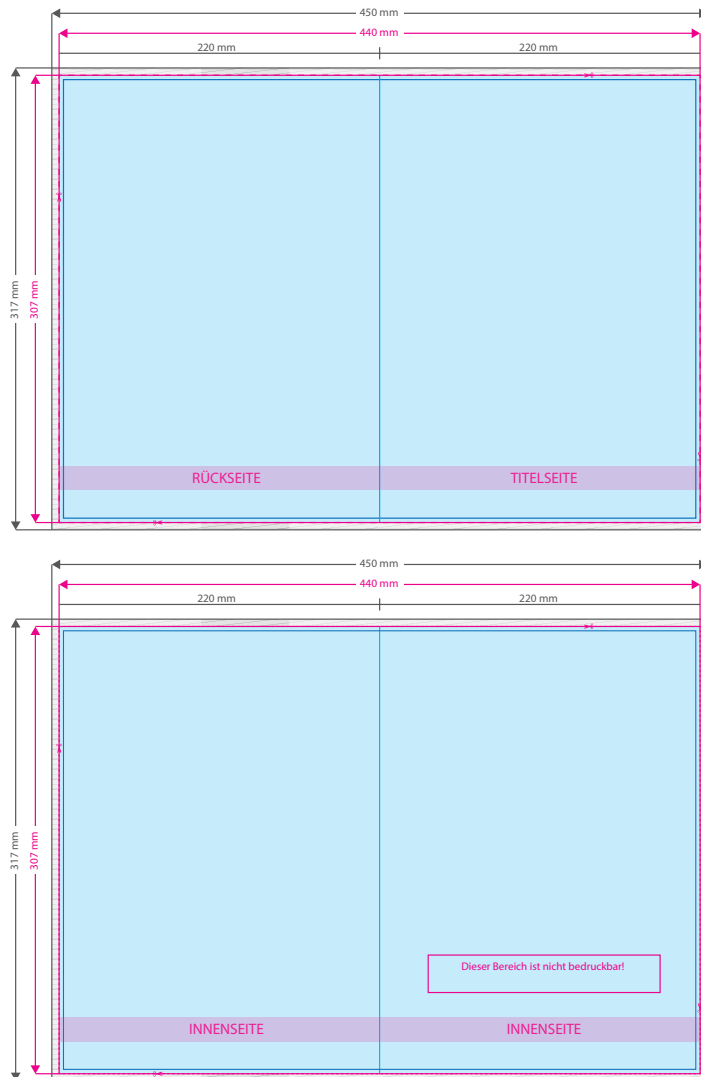 450 mm
440 mm
220 mm 220 mm
317 mm
307 mm
RÜCKSEITE TITELSEITE
450 mm
440 mm
220 mm 220 mm
317 mm
307 mm
Dieser Bereich ist nicht bedruckbar!
INNENSEITE INNENSEITE